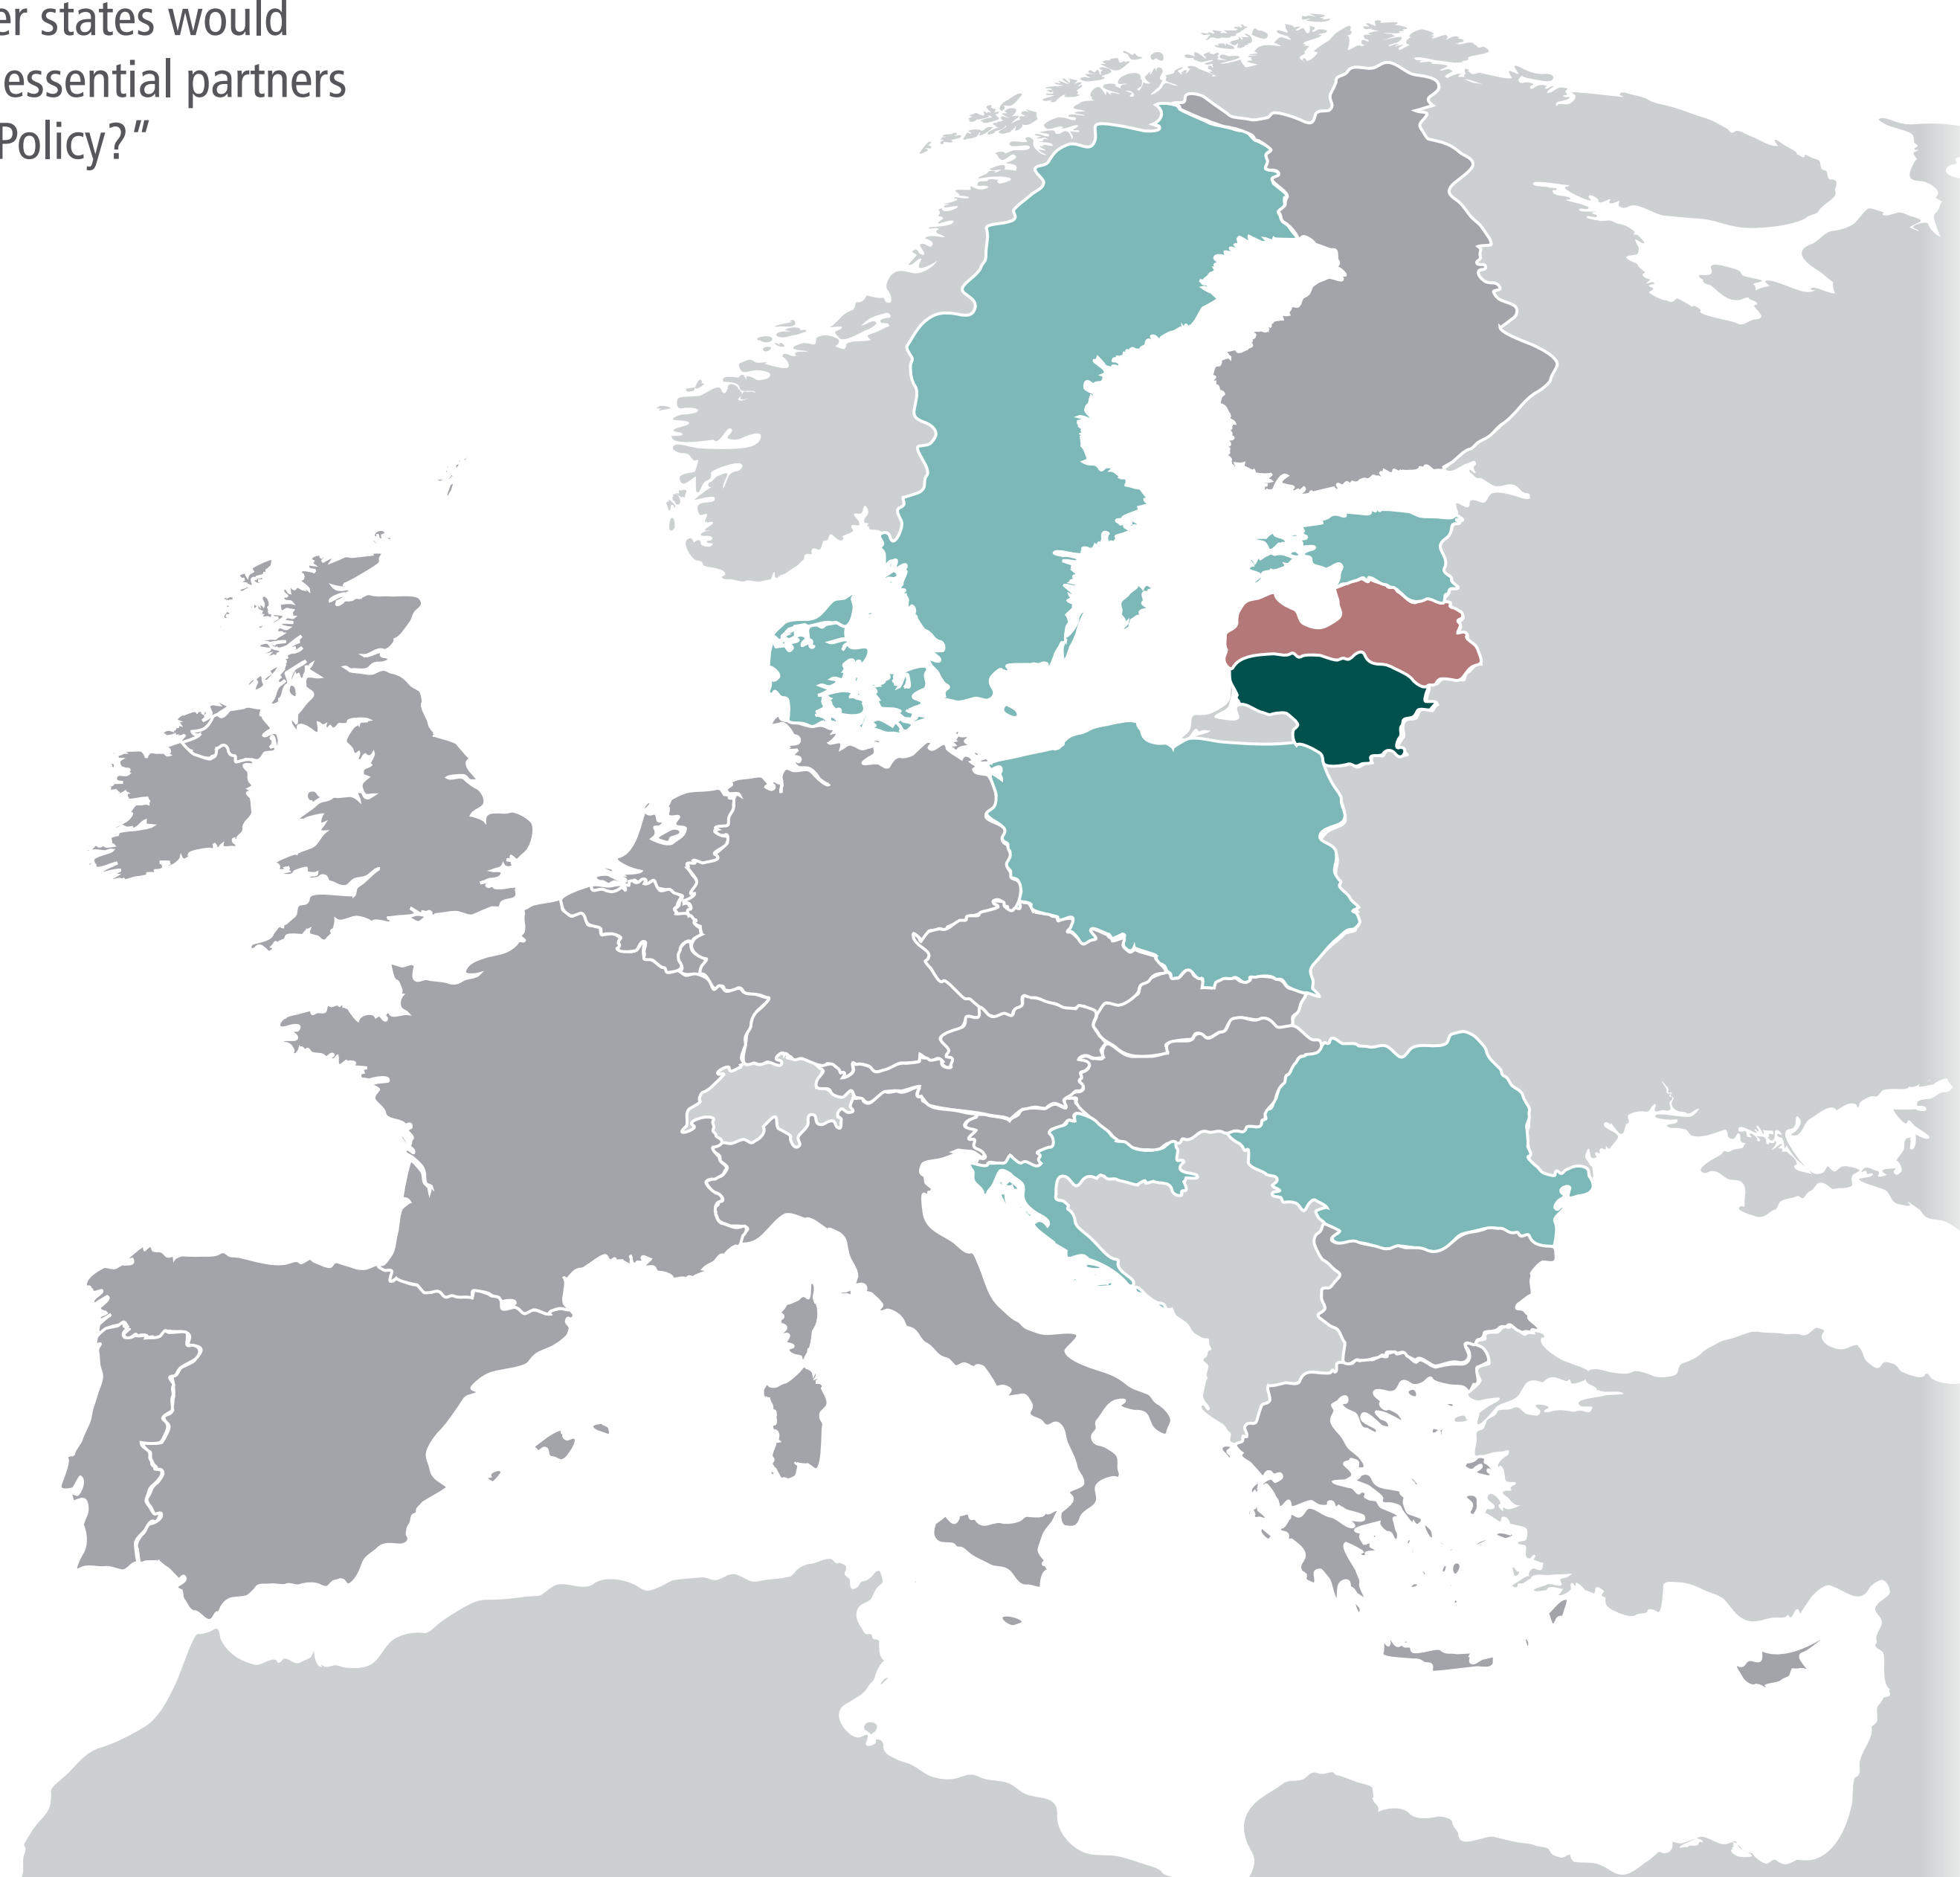 er states would
essential partners
Policy?”